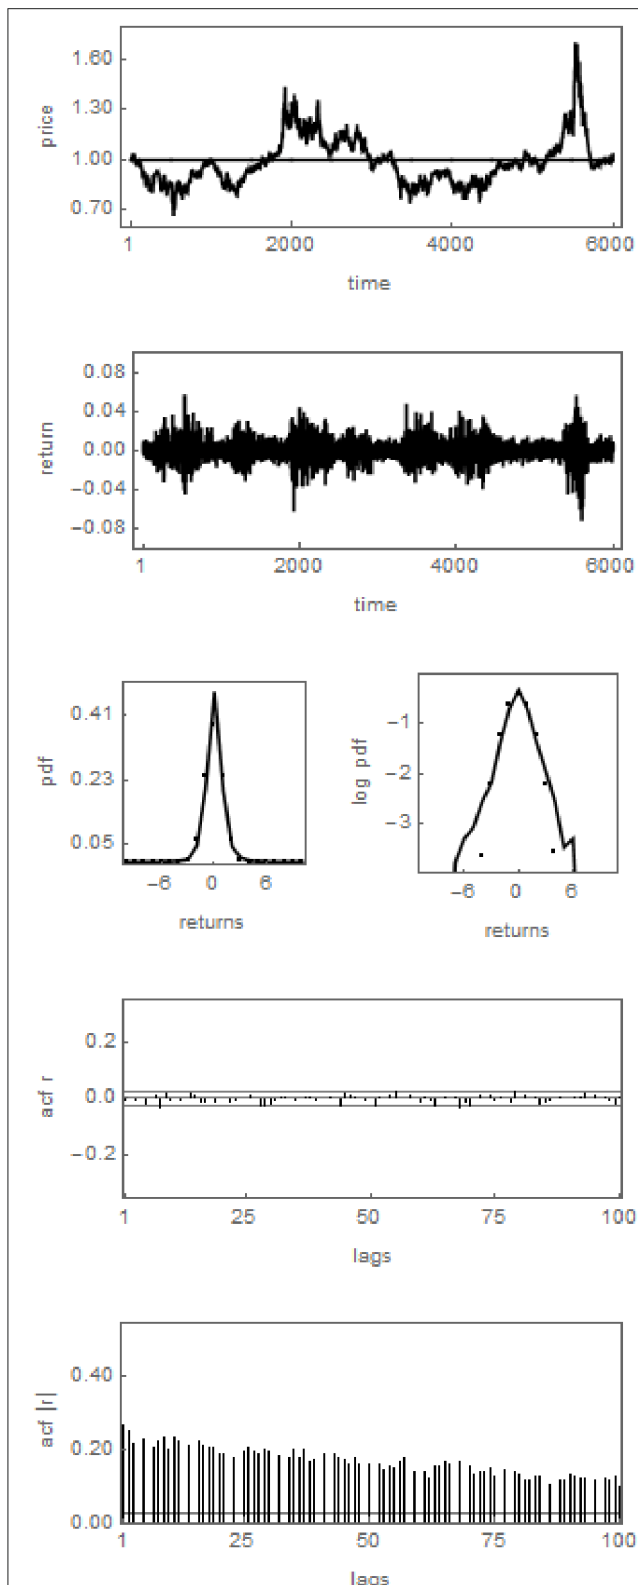 price
1.60
1.30
1.00
0.70
1 2000 4000 6000
time
return
0.08
0.04
0.00
−0.04
−0.08
1 2000 4000 6000
time
pdf
0.41
0.23
0.05
−6 0 6
returns
log pdf
−1
−2
−3
−6 0 6
returns
acf r
0.2
0.0
−0.2
1 25 50 75 100
lags
acf |r|
0.40
0.20
0.00
1 25 50 75 100
lags